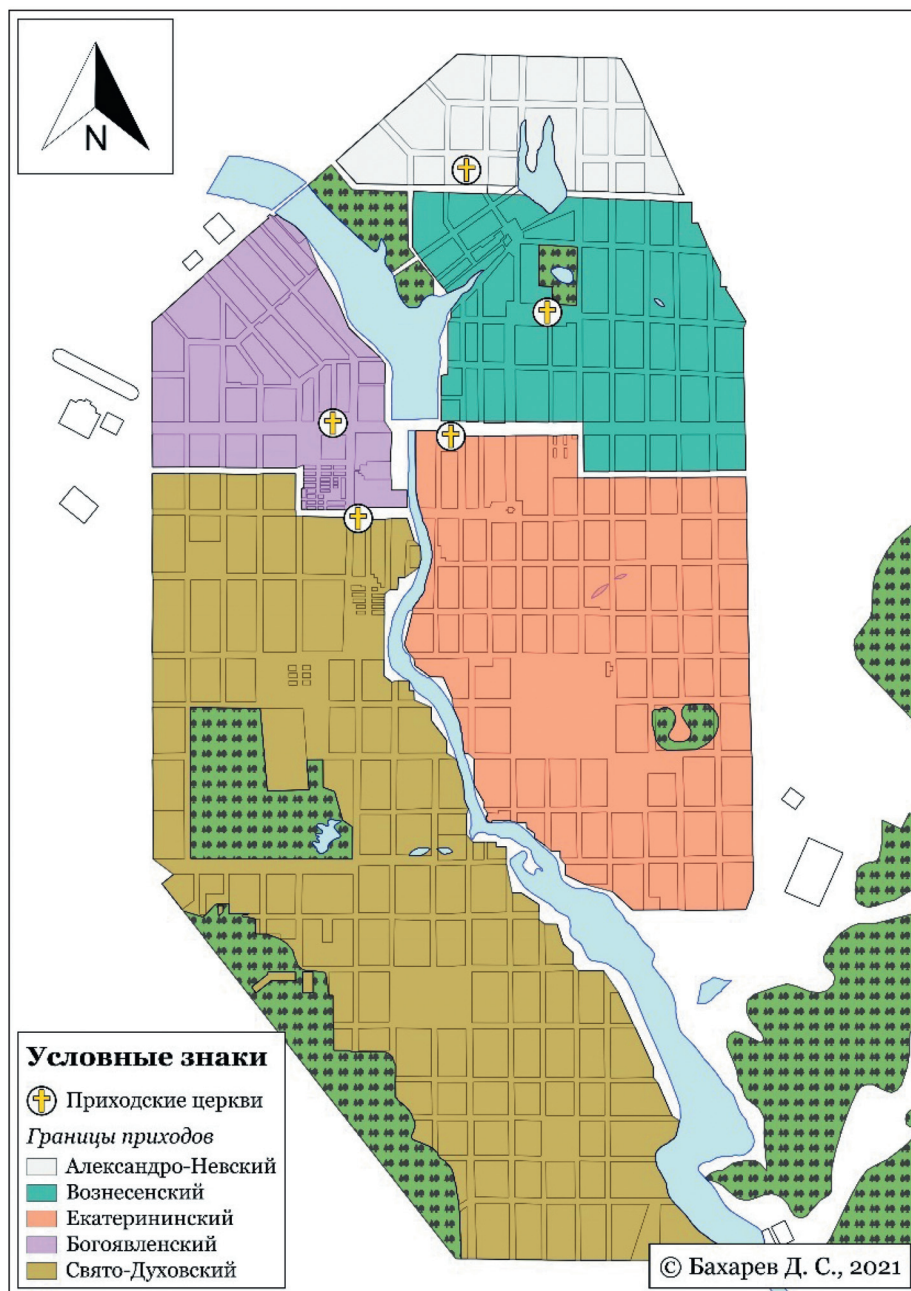 N
Условные знаки
Приходские церкви
Границы приходов
Александро-Невский
Вознесенский
Екатерининский
Богоявленский
Свято-Духовский
© Бахарев Д. С., 2021